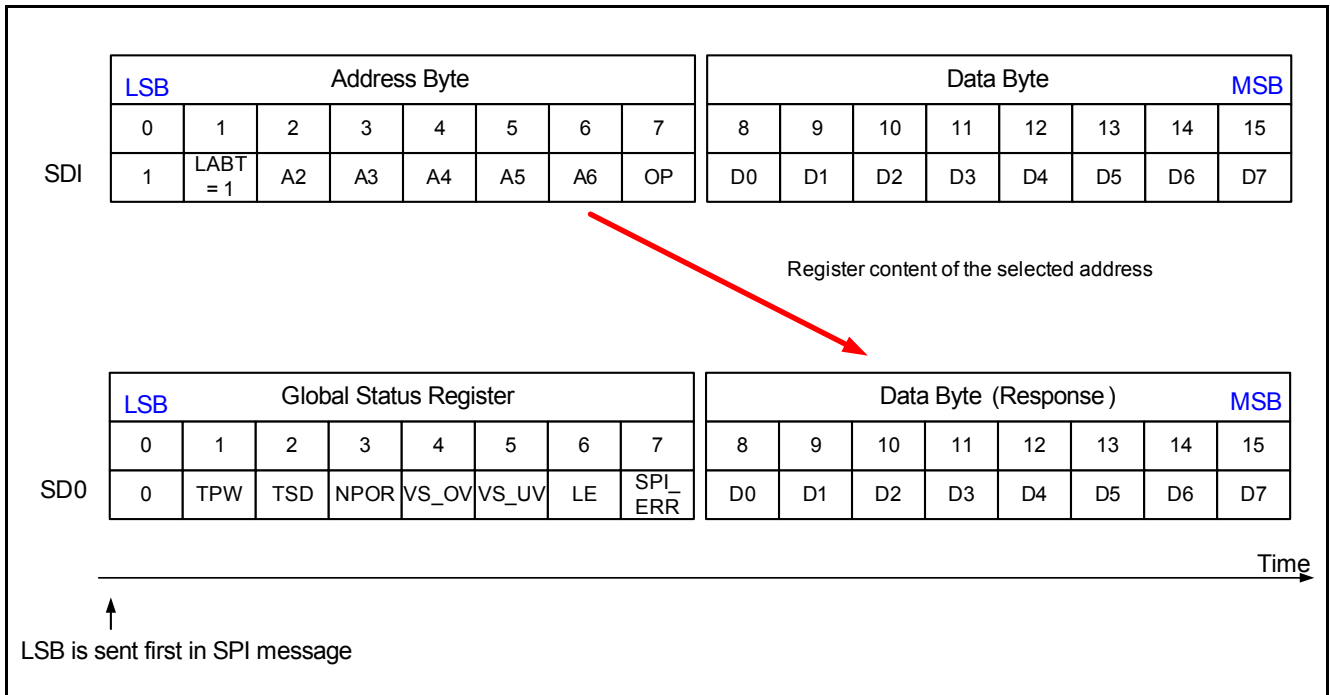 LSB Address Byte Data Byte MSB
0 1 2 3 4 5 6 7 8 9 10 11 12 13 14 15
SDI 1 LABT = 1 A2 A3 A4 A5 A6 OP D0 D1 D2 D3 D4 D5 D6 D7
Register content of the selected address
LSB Global Status Register Data Byte (Response) MSB
0 1 2 3 4 5 6 7 8 9 10 11 12 13 14 15
SD0 0 TPW TSD NPOR VS_OV VS_UV LE SPI_ERR D0 D1 D2 D3 D4 D5 D6 D7
Time
LSB is sent first in SPI message